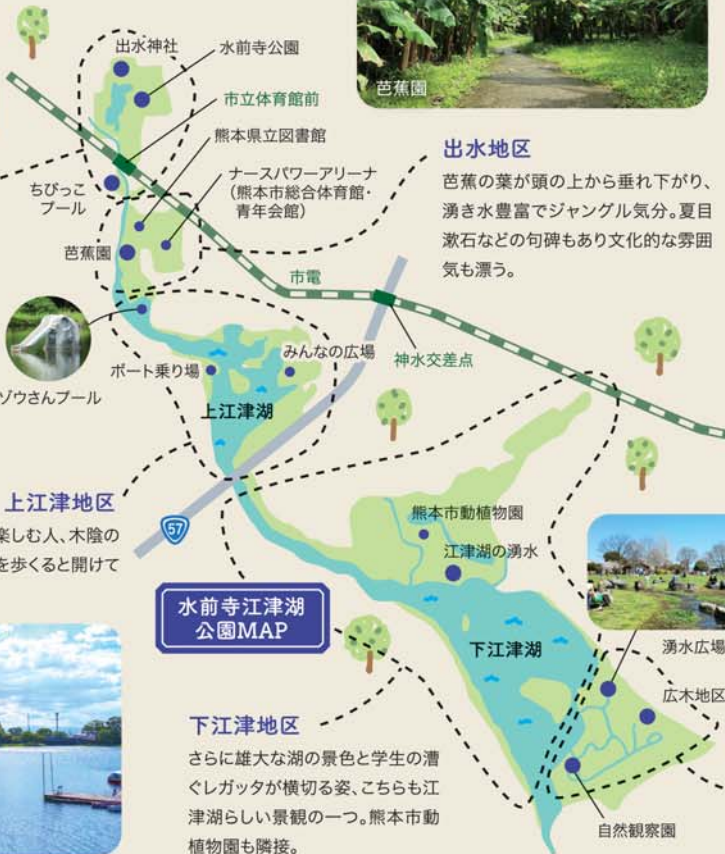 芭蕉園
出水神社
水前寺公園
市立体育館前
熊本県立図書館
ナースパワーアリーナ
(熊本市総合体育館・
青年会館)
ちびっこ
プール
芭蕉園
出水地区
芭蕉の葉が頭の上から垂れ下がり、
湧き水豊富でジャングル気分。夏目
漱石などの句碑もあり文化的な雰囲
気も漂う。
市電
神水交差点
みんなの広場
ボート乗り場
ゾウさんプール
上江津湖
上江津地区
楽しむ人、木陰の
を歩くと開けて
57
熊本市動植物園
江津湖の湧水
水前寺江津湖
公園MAP
下江津湖
湧水広場
広木地区
自然観察園
下江津地区
さらに雄大な湖の景色と学生の漕
ぐレガッタが横切る姿、こちらも江
津湖らしい景観の一つ。熊本市動
植物園も隣接。